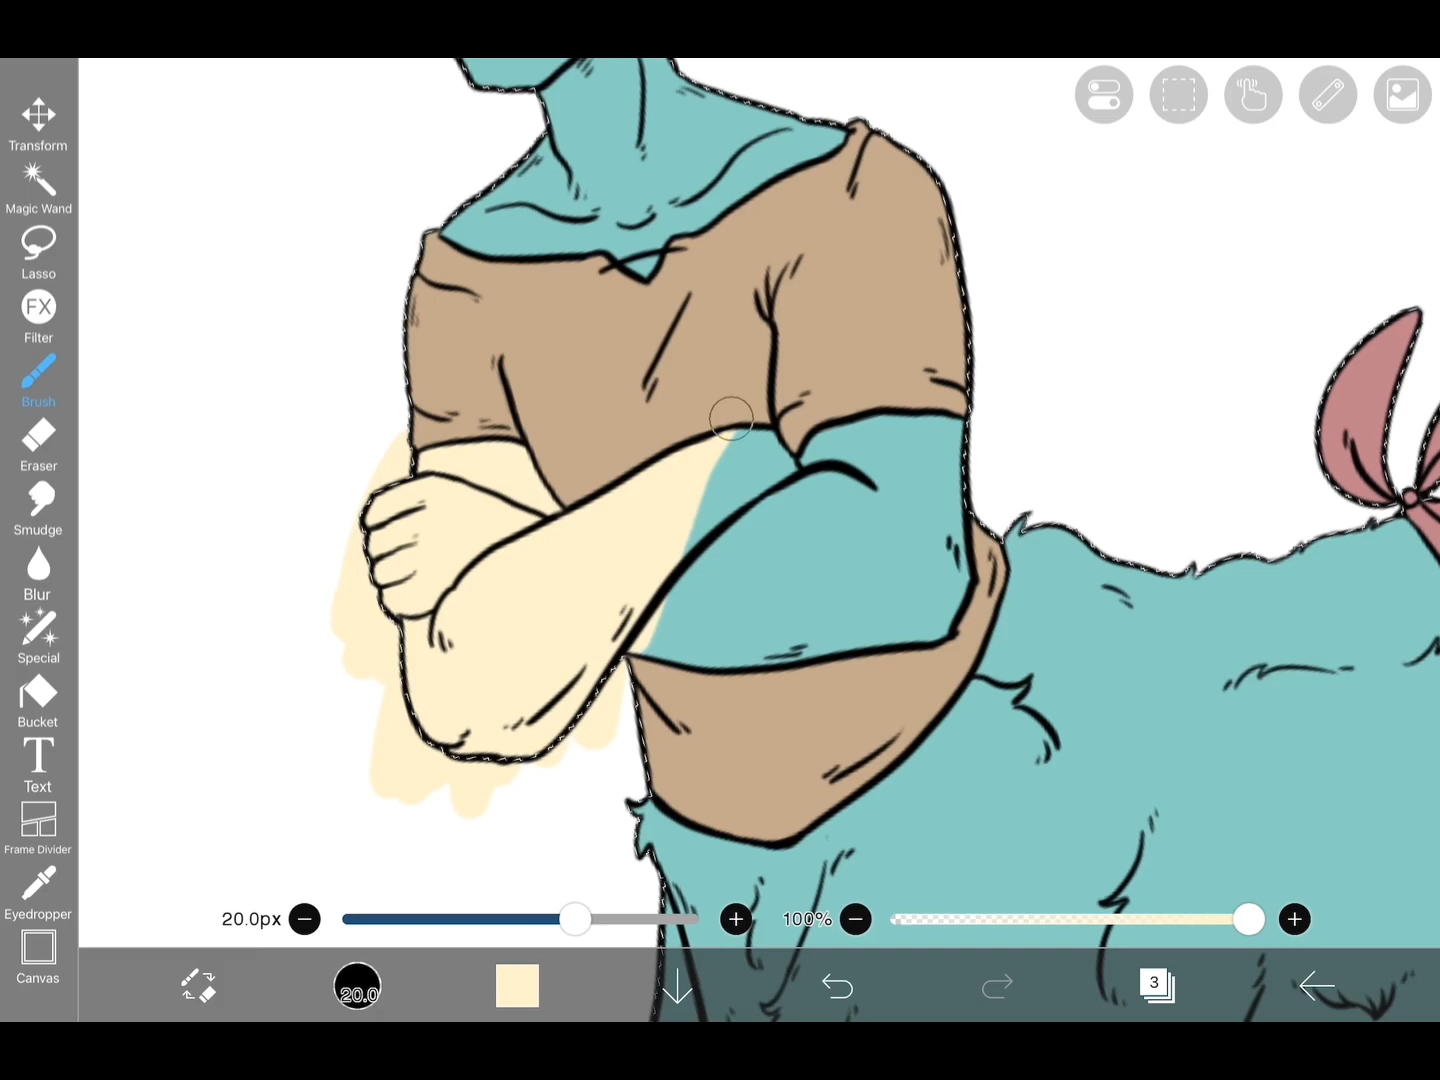 Transform
Magic Wand
Lasso
FX
Filter
Brush
Eraser
Smudge
Blur
Special
Bucket
T
Text
Frame Divider
Eyedropper
Canvas
20.0px
100%
20.0
3